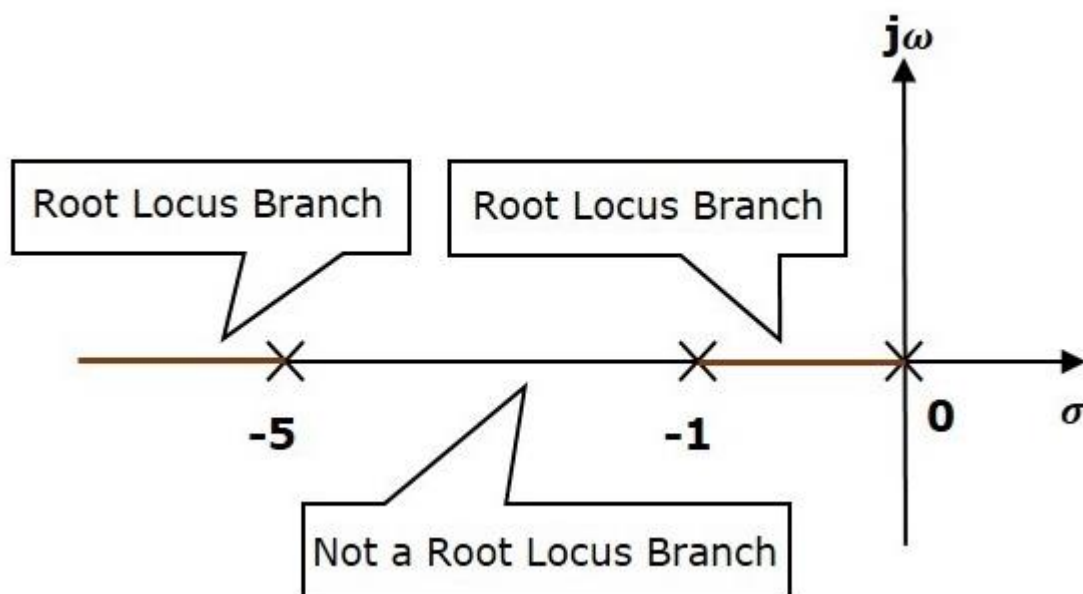 jω
Root Locus Branch
Root Locus Branch
-5
-1
0
σ
Not a Root Locus Branch